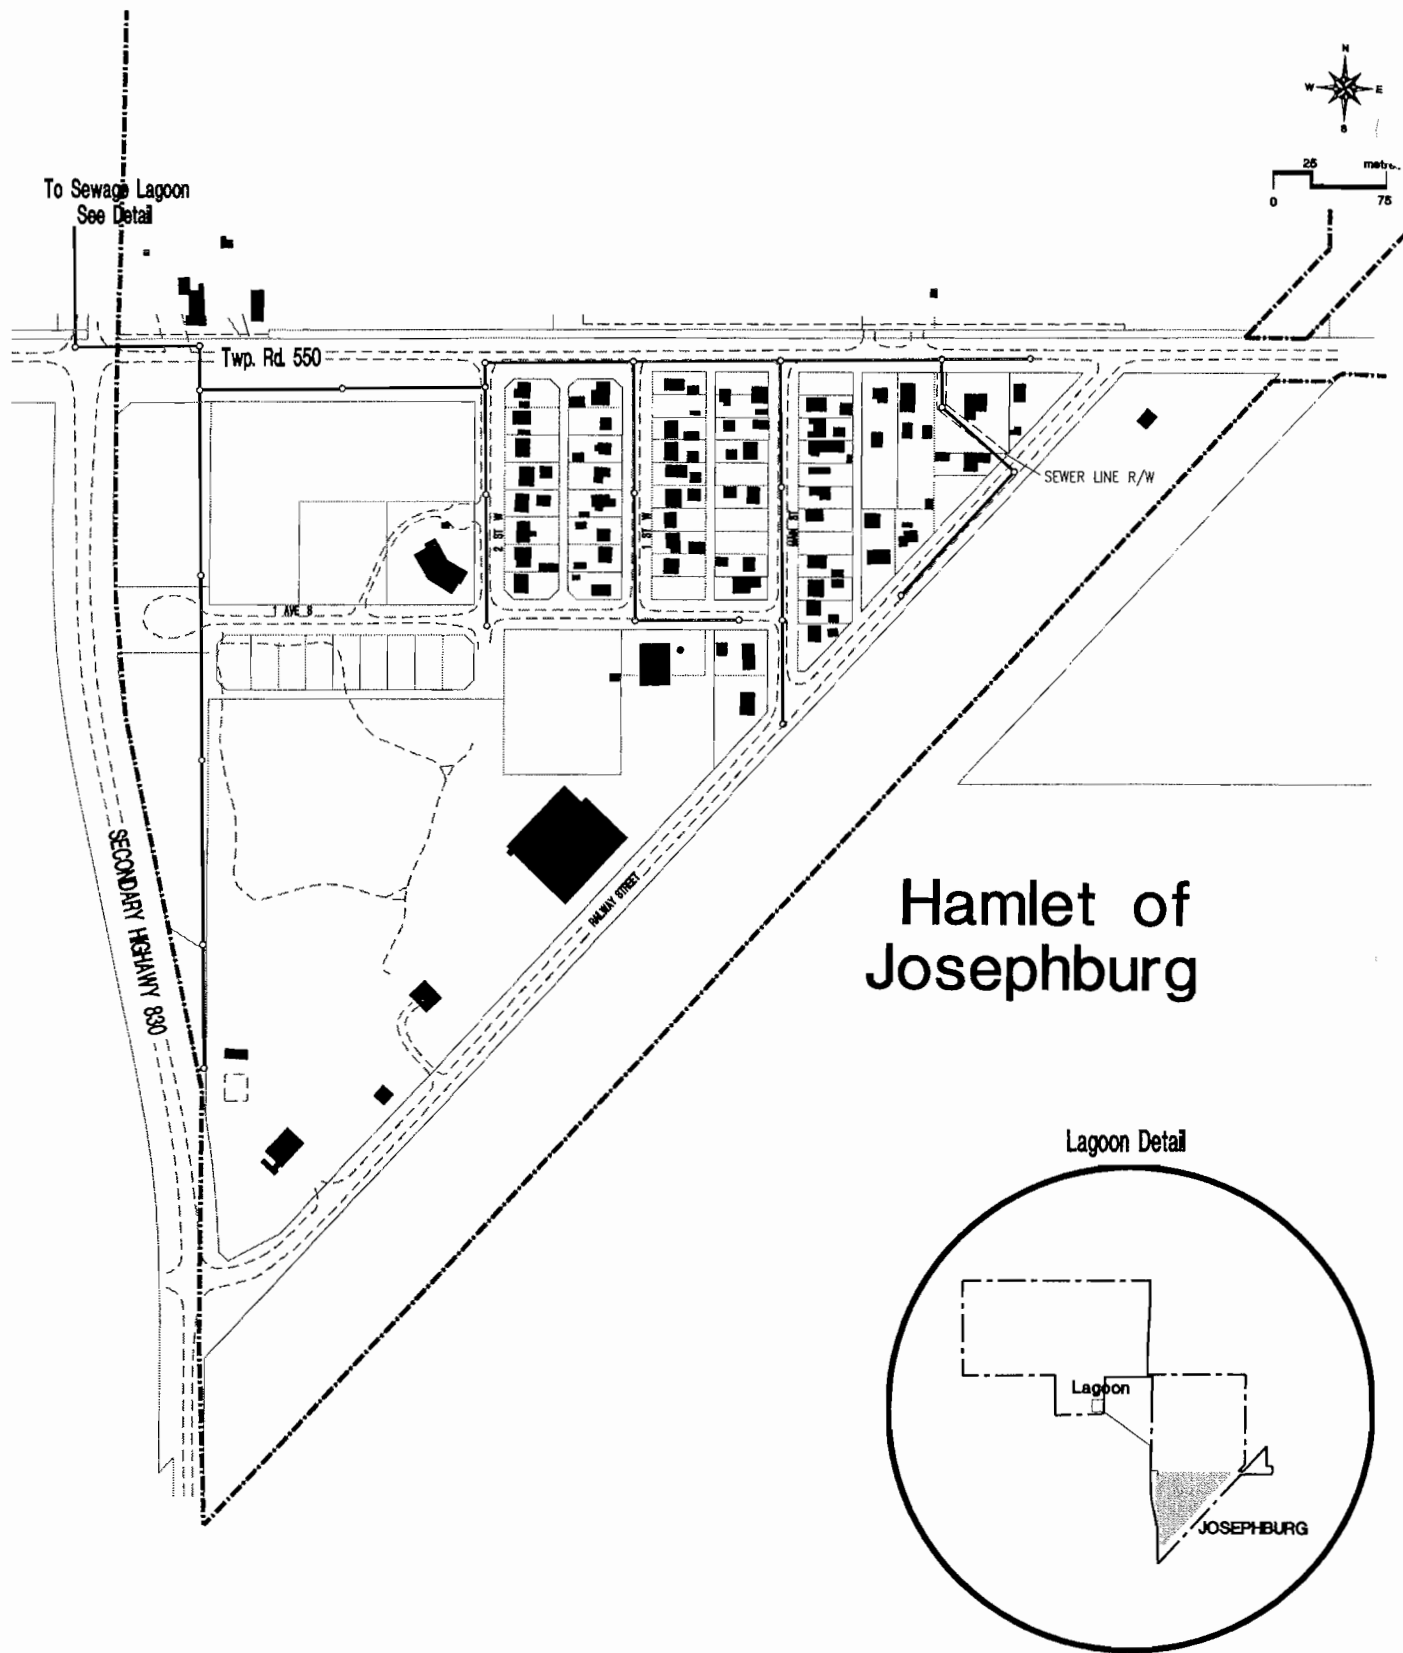 N
W E
S
25 metres
0 75
To Sewage Lagoon
See Detail
Twp. Rd. 550
SEWER LINE R/W
2 ST W
1 ST W
MAIN ST
1 AVE S
SECONDARY HIGHAWY 830
RAILWAY STREET
Hamlet of
Josephburg
Lagoon Detail
Lagoon
JOSEPHBURG